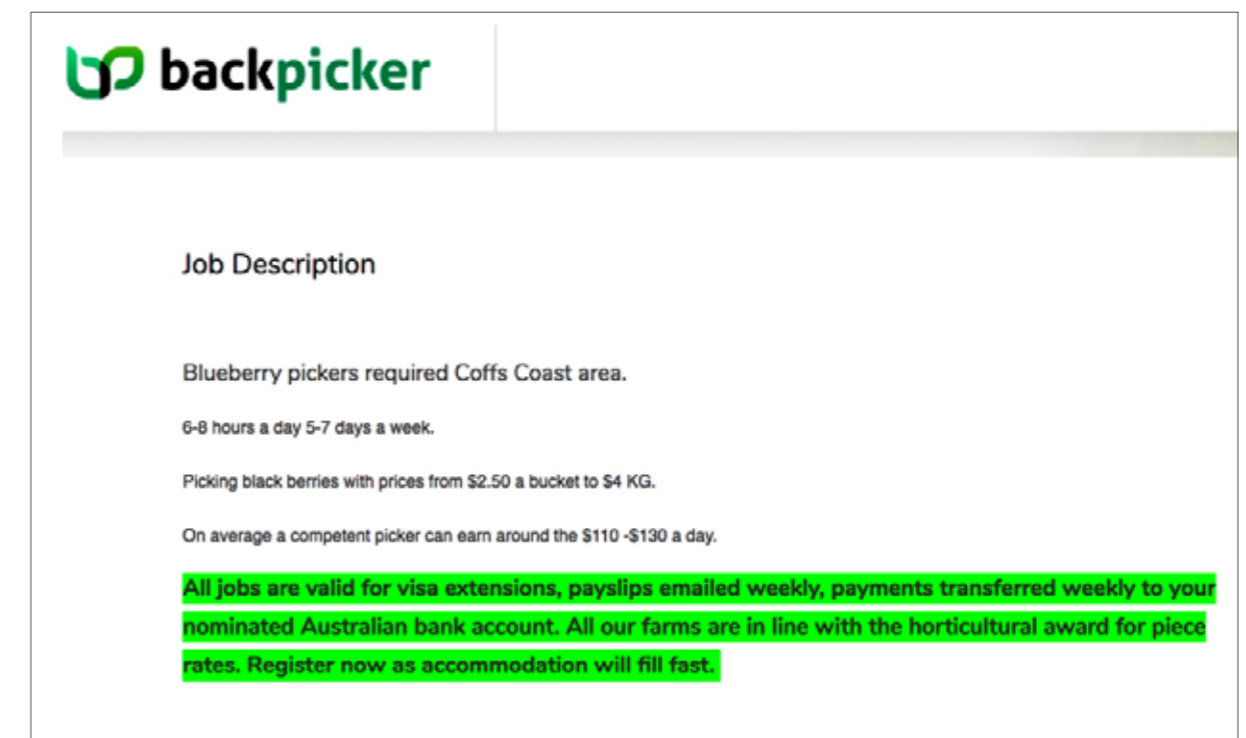 backpicker
Job Description
Blueberry pickers required Coffs Coast area.
6-8 hours a day 5-7 days a week.
Picking black berries with prices from $2.50 a bucket to $4 KG.
On average a competent picker can earn around the $110 -$130 a day.
All jobs are valid for visa extensions, payslips emailed weekly, payments transferred weekly to your
nominated Australian bank account. All our farms are in line with the horticultural award for piece
rates. Register now as accommodation will fill fast.